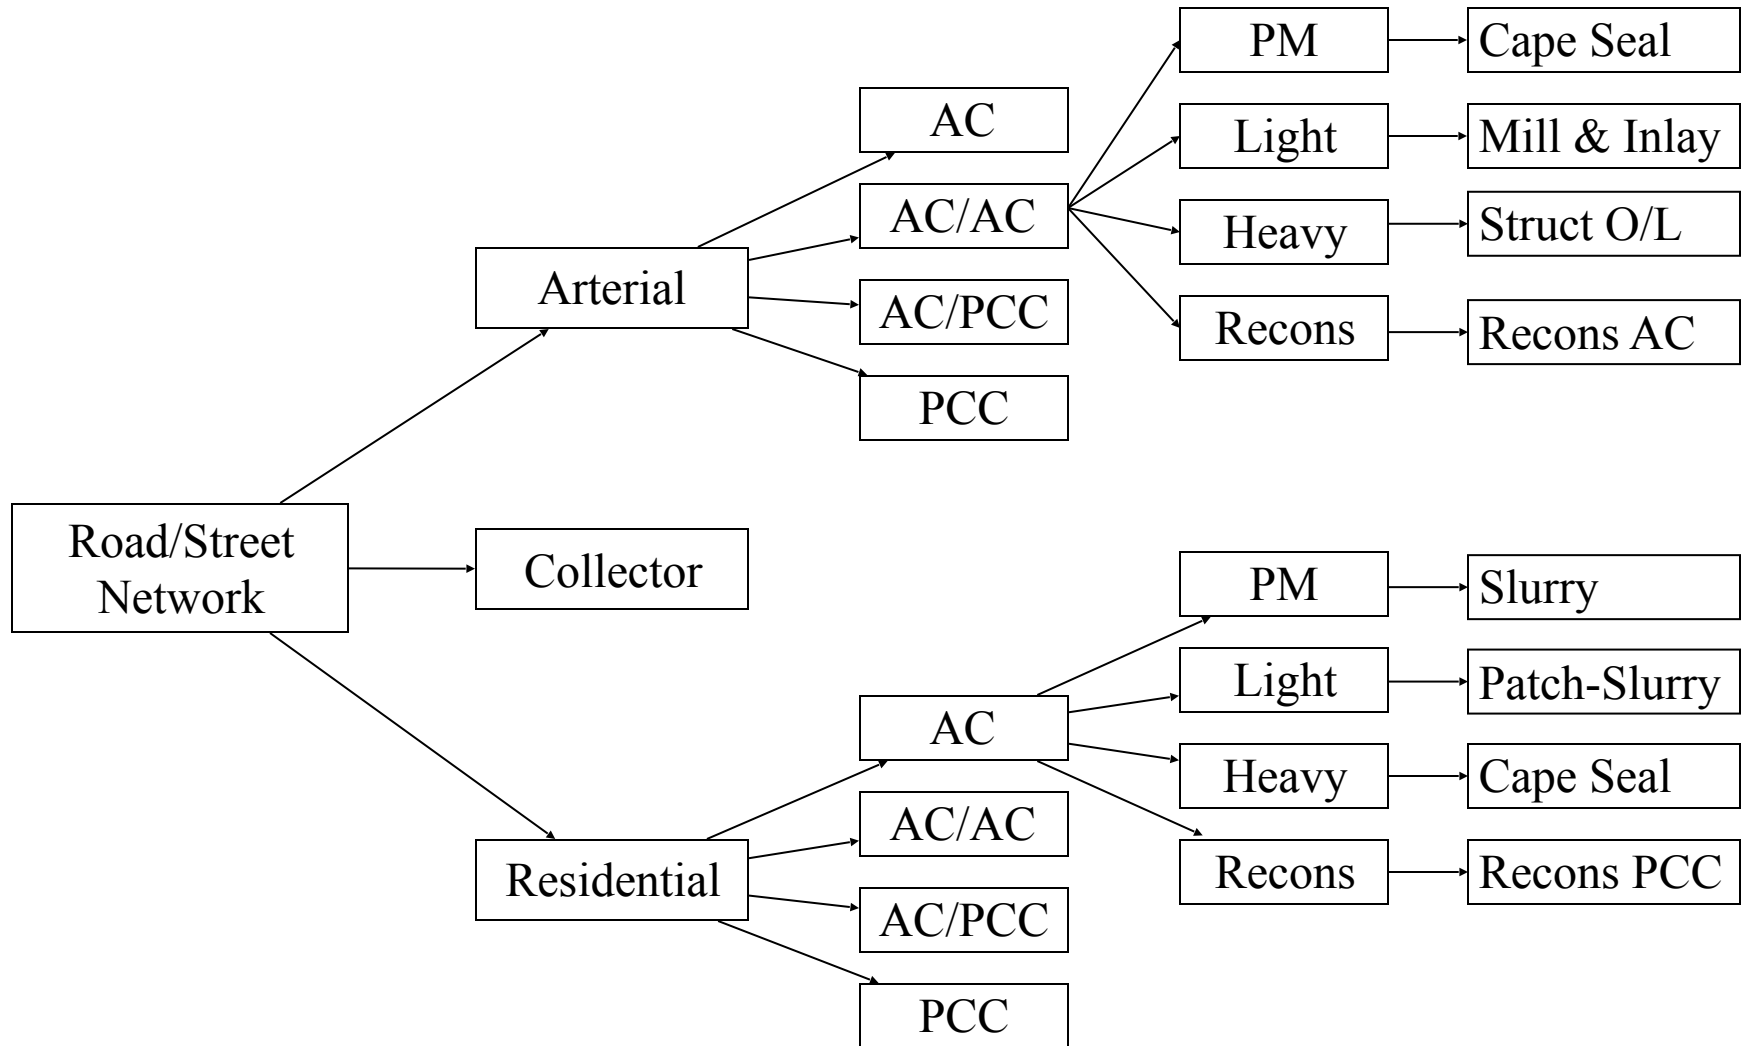 PM
Cape Seal
AC
Light
Mill & Inlay
AC/AC
Heavy
Struct O/L
Arterial
AC/PCC
Recons
Recons AC
PCC
Road/Street
Network
Collector
PM
Slurry
Light
Patch-Slurry
AC
Heavy
Cape Seal
AC/AC
Residential
Recons
Recons PCC
AC/PCC
PCC